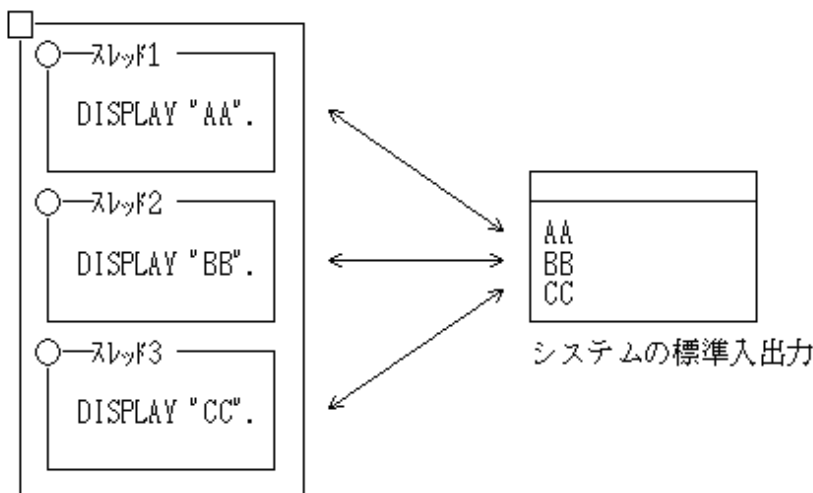 スレッド1
DISPLAY "AA".
スレッド2
DISPLAY "BB".
スレッド3
DISPLAY "CC".
AA
BB
CC
システムの標準入出力